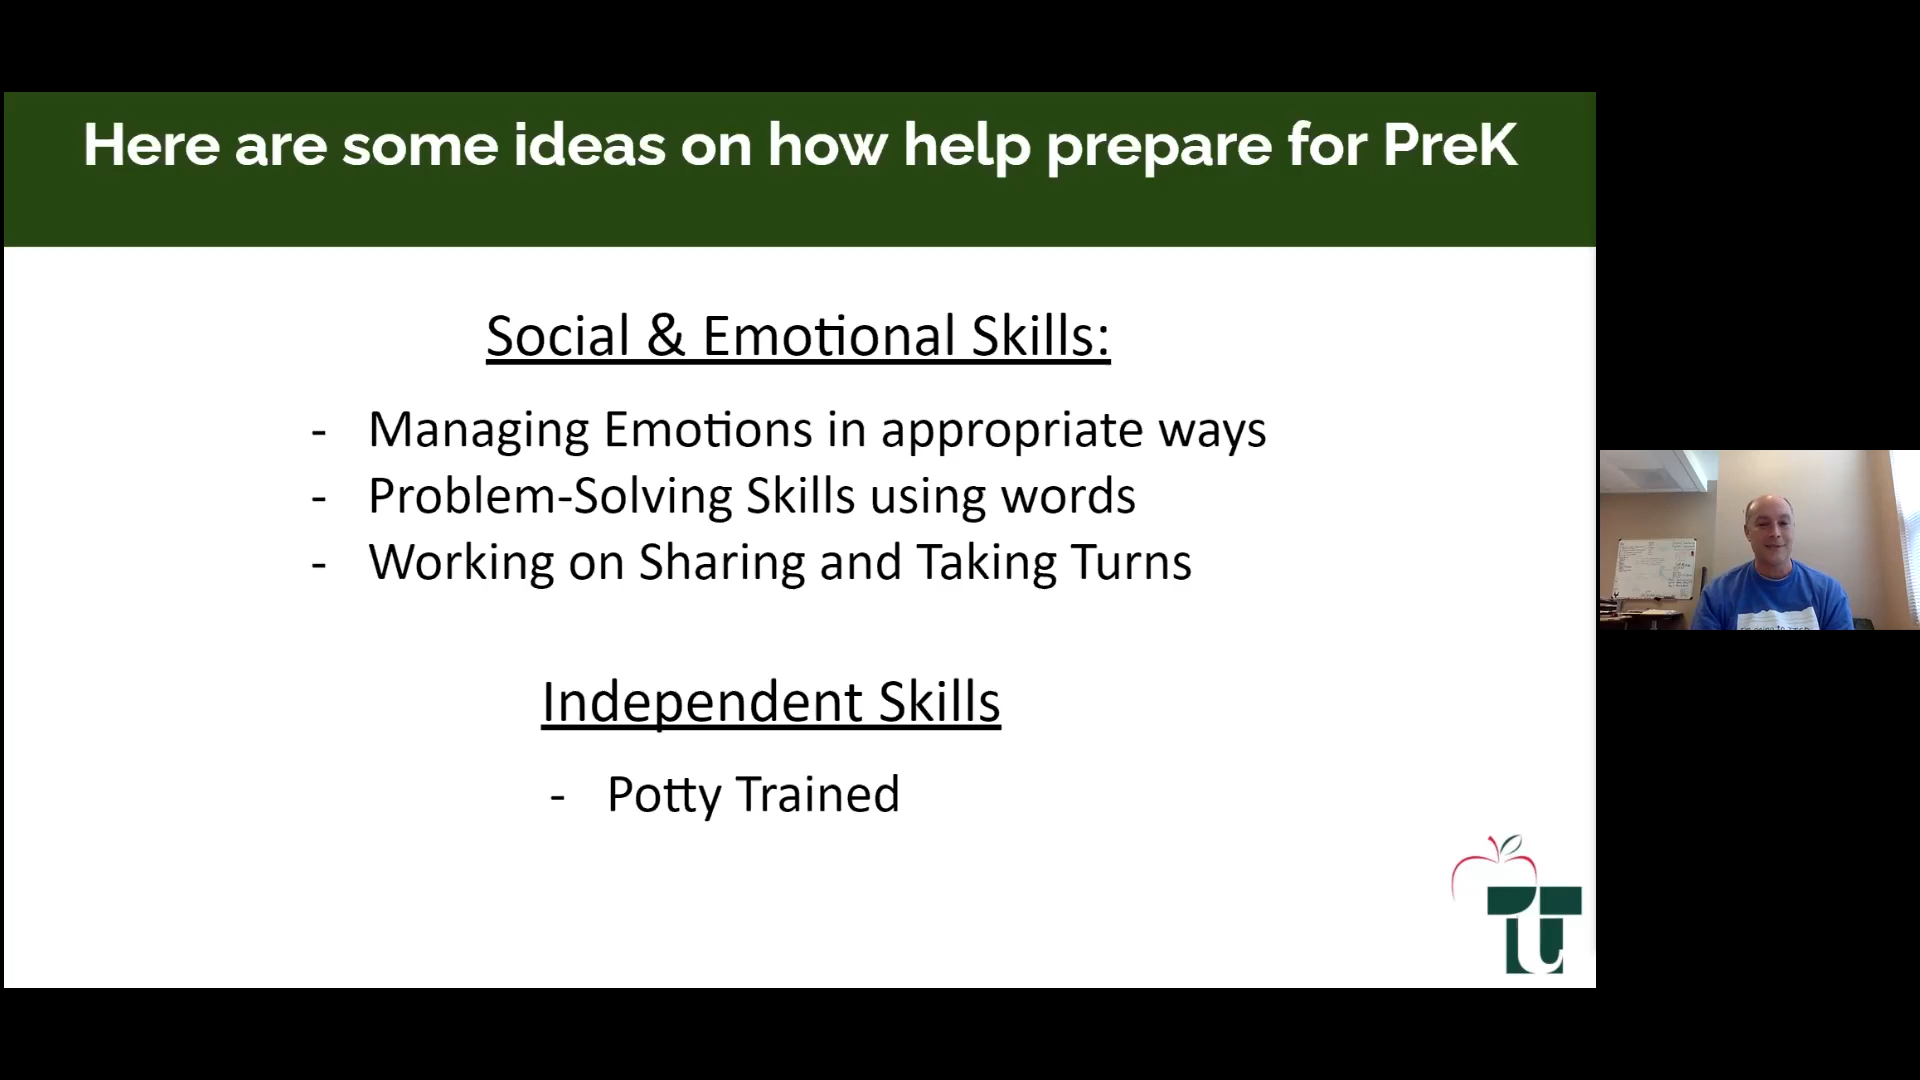 Here are some ideas on how help prepare for PreK
Social & Emotional Skills:
- Managing Emotions in appropriate ways
- Problem-Solving Skills using words
- Working on Sharing and Taking Turns
Independent Skills
- Potty Trained